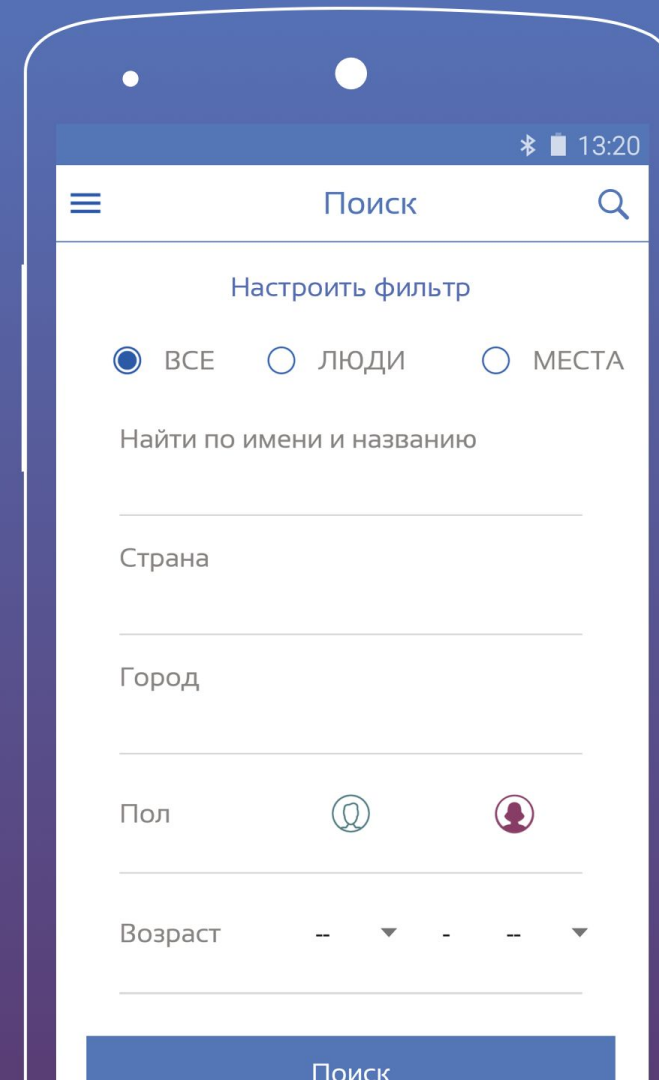 13:20
Поиск
Настроить фильтр
ВСЕ ЛЮДИ МЕСТА
Найти по имени и названию
Страна
Город
Пол
Возраст -- - --
Поиск